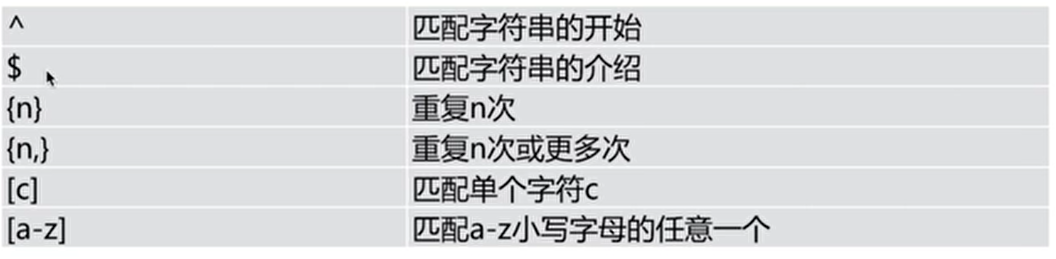 ^ 匹配字符串的开始
$ 匹配字符串的介绍
{n} 重复n次
{n,} 重复n次或更多次
[c] 匹配单个字符c
[a-z] 匹配a-z小写字母的任意一个